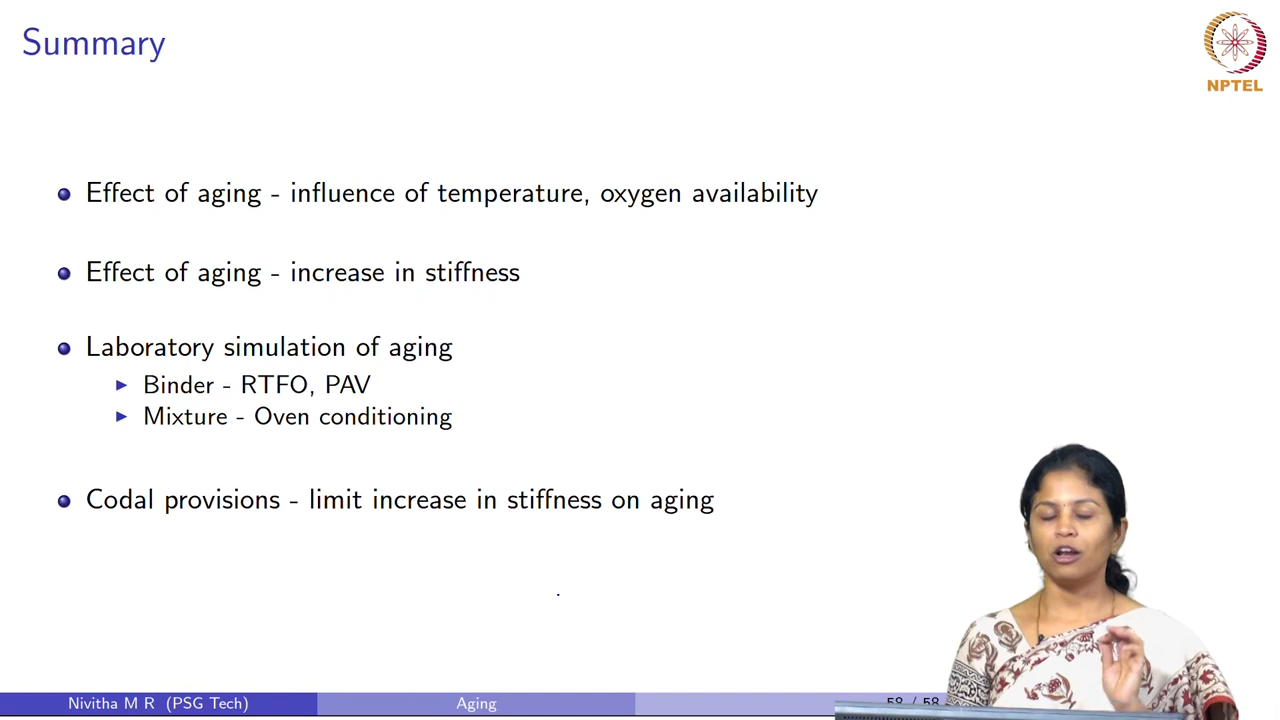 Summary
NPTEL
Effect of aging - influence of temperature, oxygen availability
Effect of aging - increase in stiffness
Laboratory simulation of aging
Binder - RTFO, PAV
Mixture - Oven conditioning
Codal provisions - limit increase in stiffness on aging
Nivitha M R (PSG Tech)
Aging
58 / 58